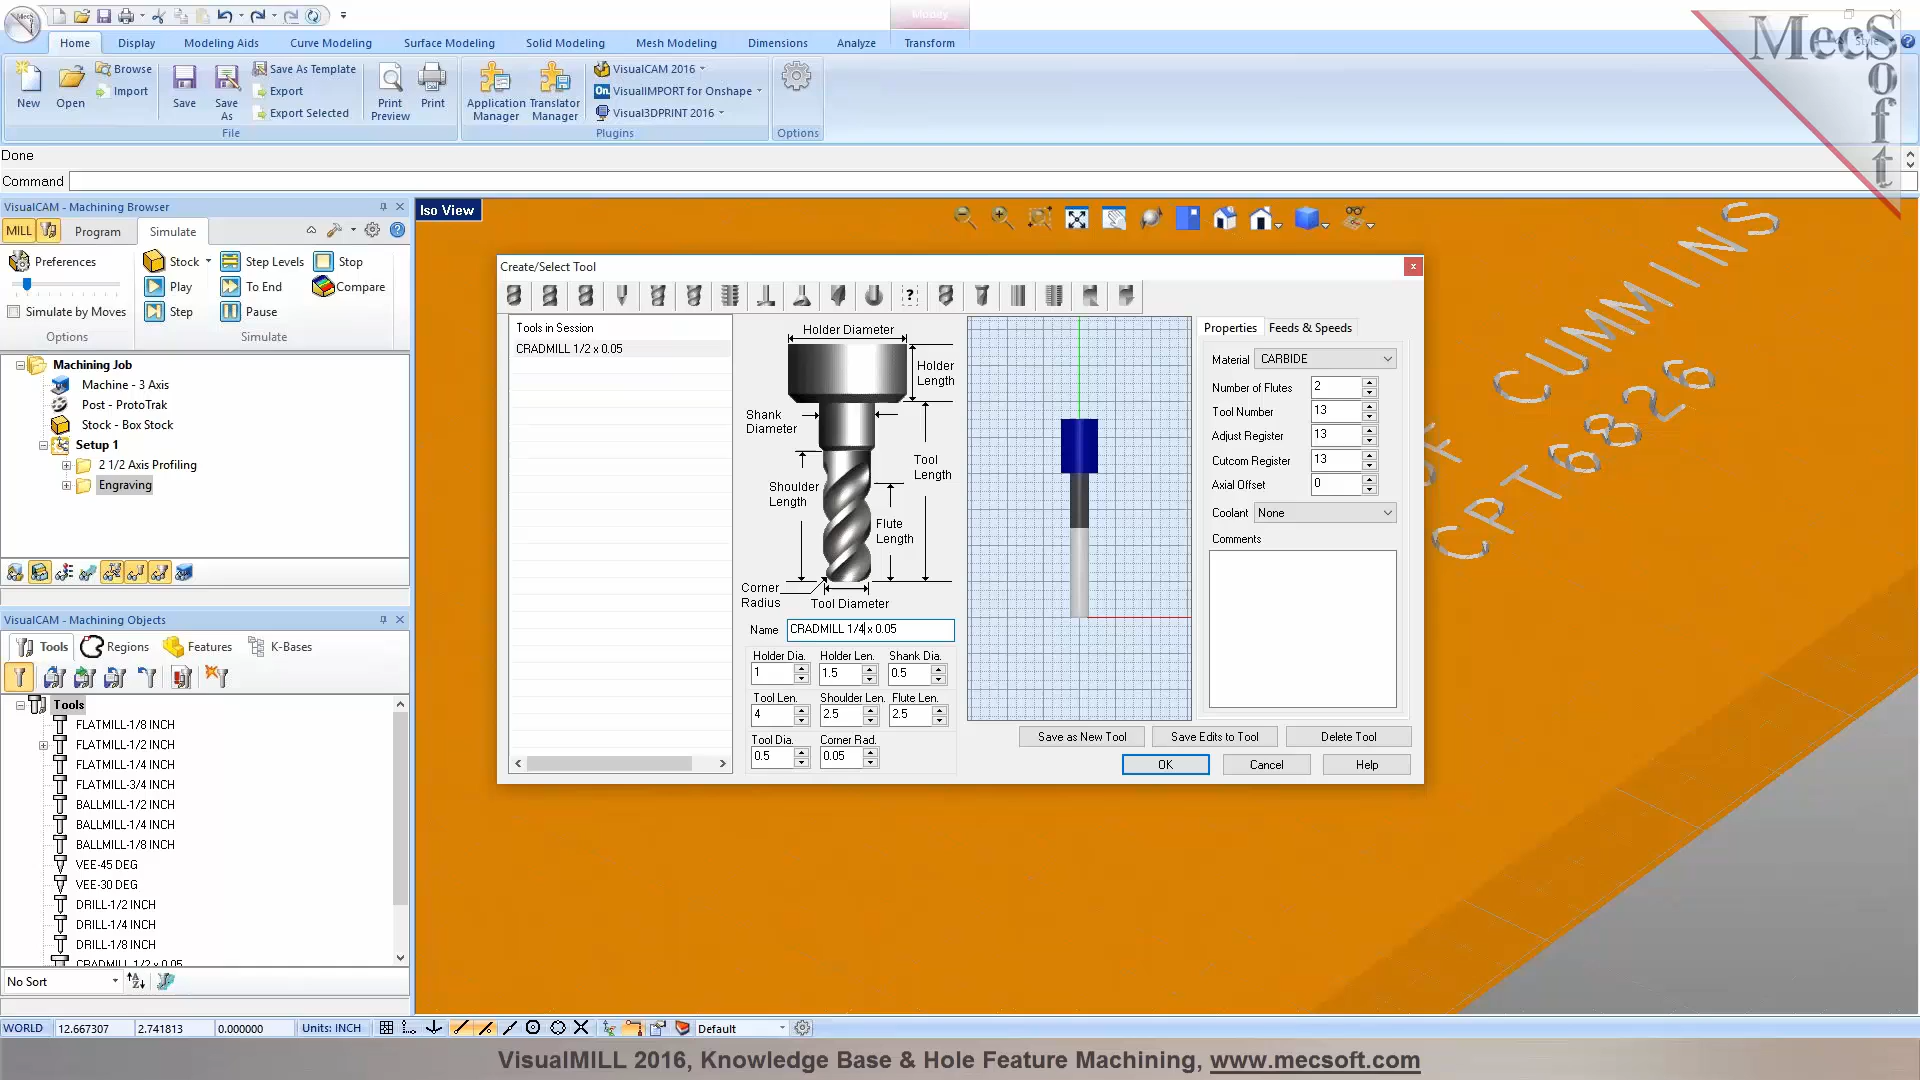 Modify
MecSoft
Style
Home Display Modeling Aids Curve Modeling Surface Modeling Solid Modeling Mesh Modeling Dimensions Analyze Transform
New Open Browse Import Save Save As Save As Template Export Export Selected Print Preview Print Application Manager Translator Manager VisualCAM 2016 On VisualIMPORT for Onshape Visual3DPRINT 2016
File Plugins Options
Done
Command
VisualCAM - Machining Browser
MILL Program Simulate
Preferences Stock Step Levels Stop
Play To End Compare
Simulate by Moves Step Pause
Options Simulate
Machining Job
Machine - 3 Axis
Post - ProtoTrak
Stock - Box Stock
Setup 1
2 1/2 Axis Profiling
Engraving
VisualCAM - Machining Objects
Tools Regions Features K-Bases
Tools
FLATMILL-1/8 INCH
FLATMILL-1/2 INCH
FLATMILL-1/4 INCH
FLATMILL-3/4 INCH
BALLMILL-1/2 INCH
BALLMILL-1/4 INCH
BALLMILL-1/8 INCH
VEE-45 DEG
VEE-30 DEG
DRILL-1/2 INCH
DRILL-1/4 INCH
DRILL-1/8 INCH
CRADMILL 1/2 x 0.05
No Sort
Iso View
CUMMINS
CPT6826
Create/Select Tool
Tools in Session
CRADMILL 1/2 x 0.05
Holder Diameter
Holder Length
Shank Diameter
Tool Length
Shoulder Length
Flute Length
Corner Radius
Tool Diameter
Name CRADMILL 1/4 x 0.05
Holder Dia. Holder Len. Shank Dia.
1 1.5 0.5
Tool Len. Shoulder Len. Flute Len.
4 2.5 2.5
Tool Dia. Corner Rad.
0.5 0.05
Properties Feeds & Speeds
Material CARBIDE
Number of Flutes 2
Tool Number 13
Adjust Register 13
Cutcom Register 13
Axial Offset 0
Coolant None
Comments
Save as New Tool Save Edits to Tool Delete Tool
OK Cancel Help
WORLD 12.667307 2.741813 0.000000 Units: INCH Default
VisualMILL 2016, Knowledge Base & Hole Feature Machining, www.mecsoft.com